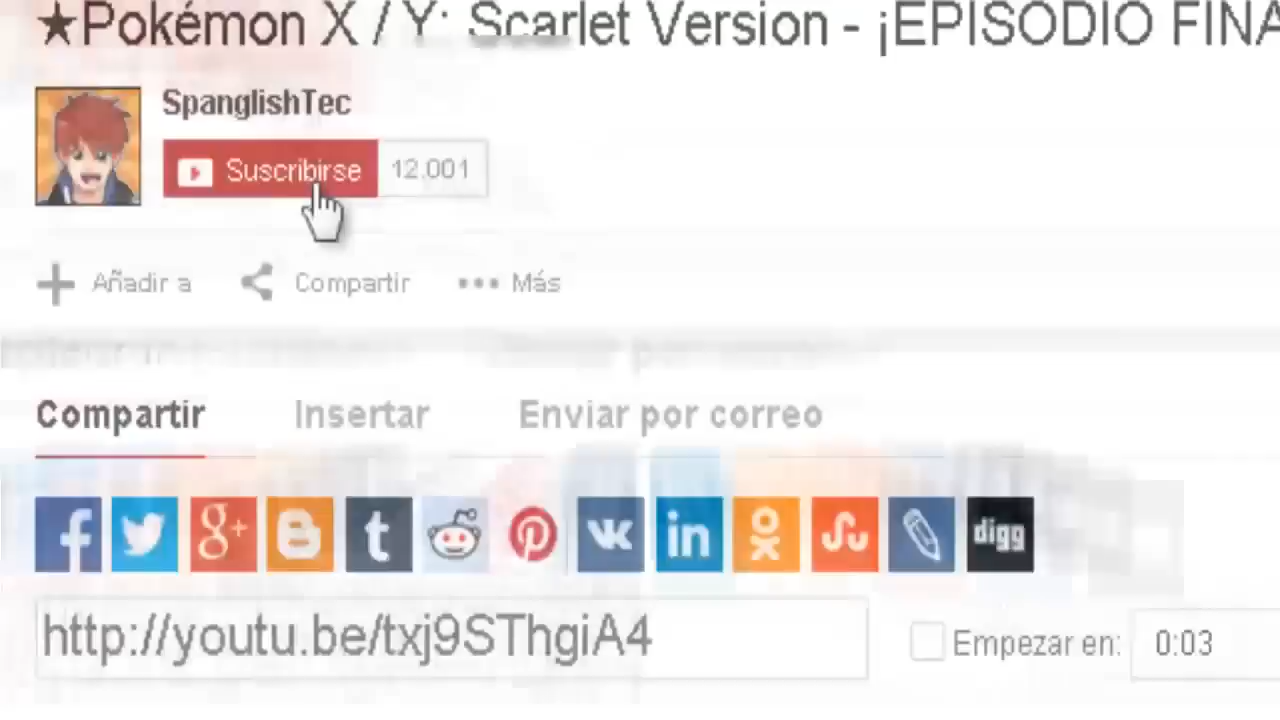 ★Pokémon X / Y: Scarlet Version - ¡EPISODIO FINA
SpanglishTec
Suscribirse 12.001
Añadir a Compartir Más
Compartir Insertar Enviar por correo
g+ t in digg
http://youtu.be/txj9SThgiA4
Empezar en: 0:03